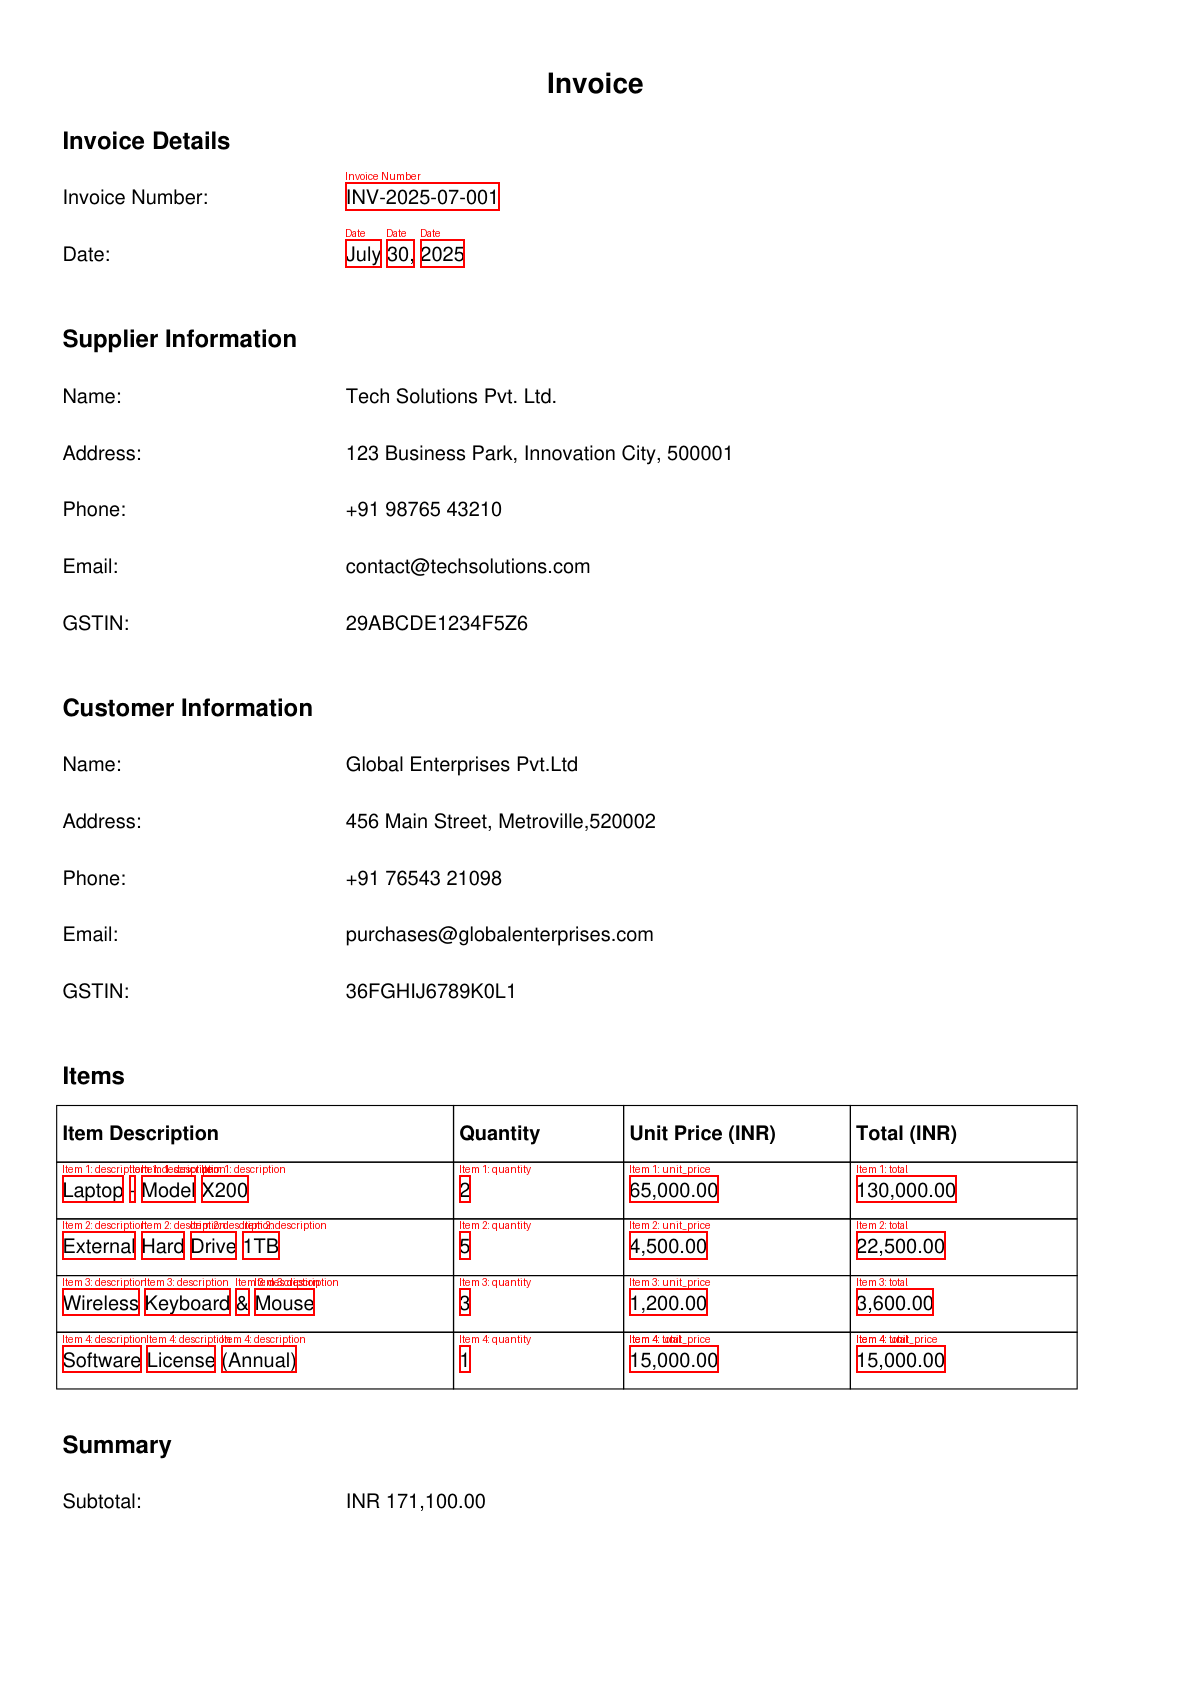 Invoice
Invoice Details
Invoice Number
Invoice Number: INV-2025-07-001
Date Date Date
Date: July 30, 2025
Supplier Information
Name: Tech Solutions Pvt. Ltd.
Address: 123 Business Park, Innovation City, 500001
Phone: +91 98765 43210
Email: contact@techsolutions.com
GSTIN: 29ABCDE1234F5Z6
Customer Information
Name: Global Enterprises Pvt.Ltd
Address: 456 Main Street, Metroville,520002
Phone: +91 76543 21098
Email: purchases@globalenterprises.com
GSTIN: 36FGHIJ6789K0L1
Items
Item Description Quantity Unit Price (INR) Total (INR)
Item 1: description Item 1: quantity Item 1: unit_price Item 1: total
Laptop - Model X200 2 65,000.00 130,000.00
Item 2: description Item 2: quantity Item 2: unit_price Item 2: total
External Hard Drive 1TB 5 4,500.00 22,500.00
Item 3: description Item 3: description Item 3: quantity Item 3: unit_price Item 3: total
Wireless Keyboard & Mouse 3 1,200.00 3,600.00
Item 4: description Item 4: description Item 4: description Item 4: quantity Item 4: Item 4:
Software License (Annual) 1 15,000.00 15,000.00
Summary
Subtotal: INR 171,100.00